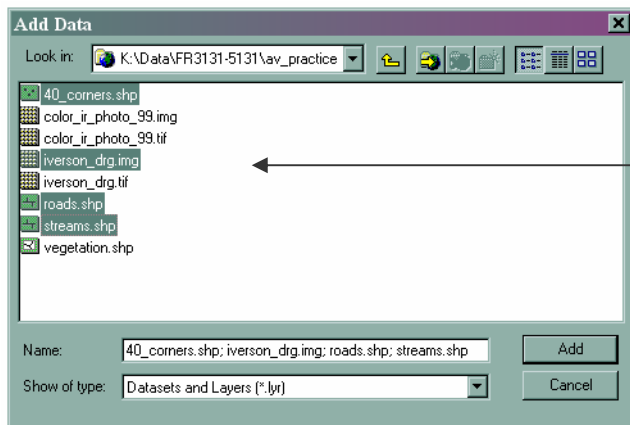 Add Data
Look in: K:\Data\FR3131-5131\av_practice
40_corners.shp
color_ir_photo_99.img
color_ir_photo_99.tif
iverson_drg.img
iverson_drg.tif
roads.shp
streams.shp
vegetation.shp
Name: 40_corners.shp; iverson_drg.img; roads.shp; streams.shp Add
Show of type: Datasets and Layers (*.lyr) Cancel